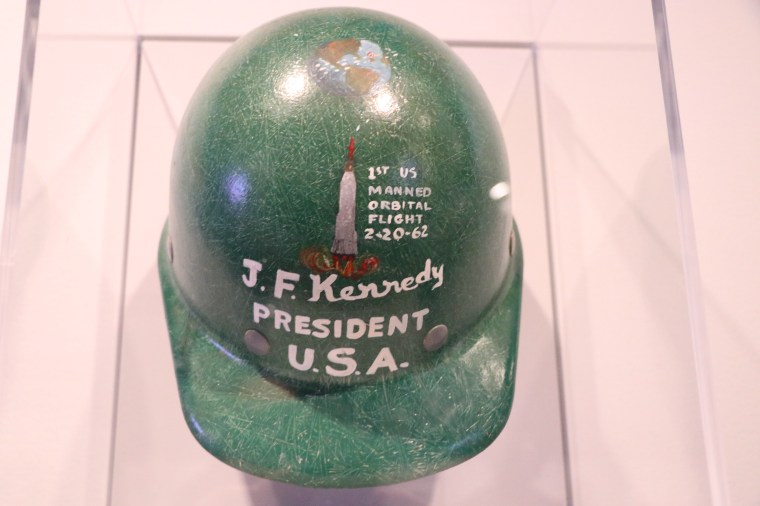 1ST US
MANNED
ORBITAL
FLIGHT
2-20-62
J.F. Kennedy
PRESIDENT
U.S.A.